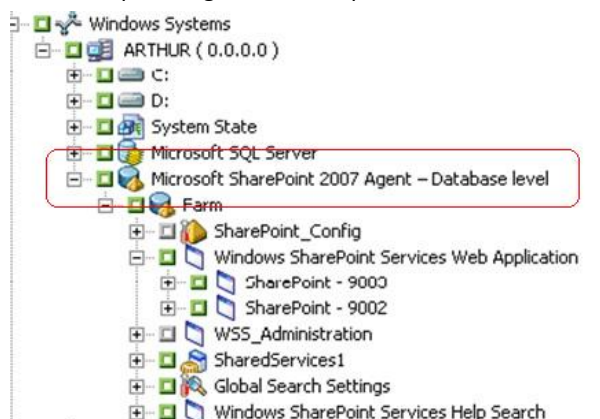 Windows Systems
ARTHUR ( 0.0.0.0 )
C:
D:
System State
Microsoft SQL Server
Microsoft SharePoint 2007 Agent – Database level
Farm
SharePoint_Config
Windows SharePoint Services Web Application
SharePoint - 9003
SharePoint - 9002
WSS_Administration
SharedServices1
Global Search Settings
Windows SharePoint Services Help Search